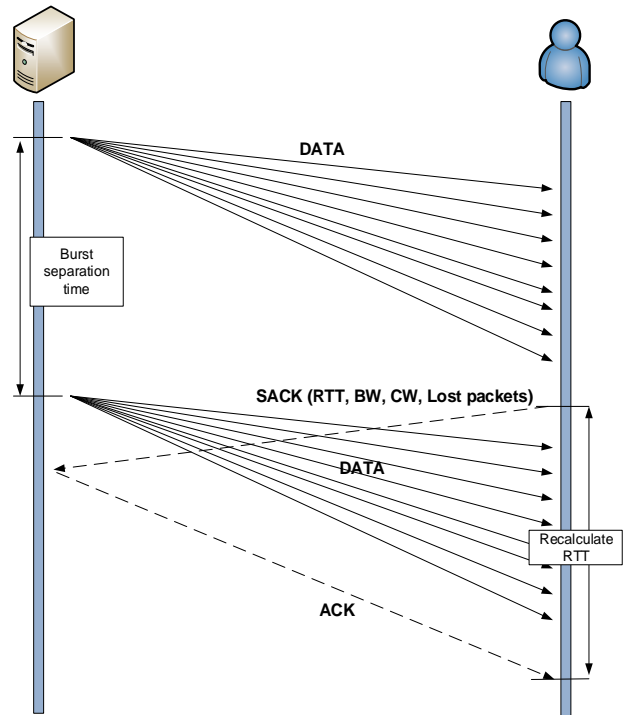 DATA
Burst
separation
time
SACK (RTT, BW, CW, Lost packets)
DATA
Recalculate
RTT
ACK